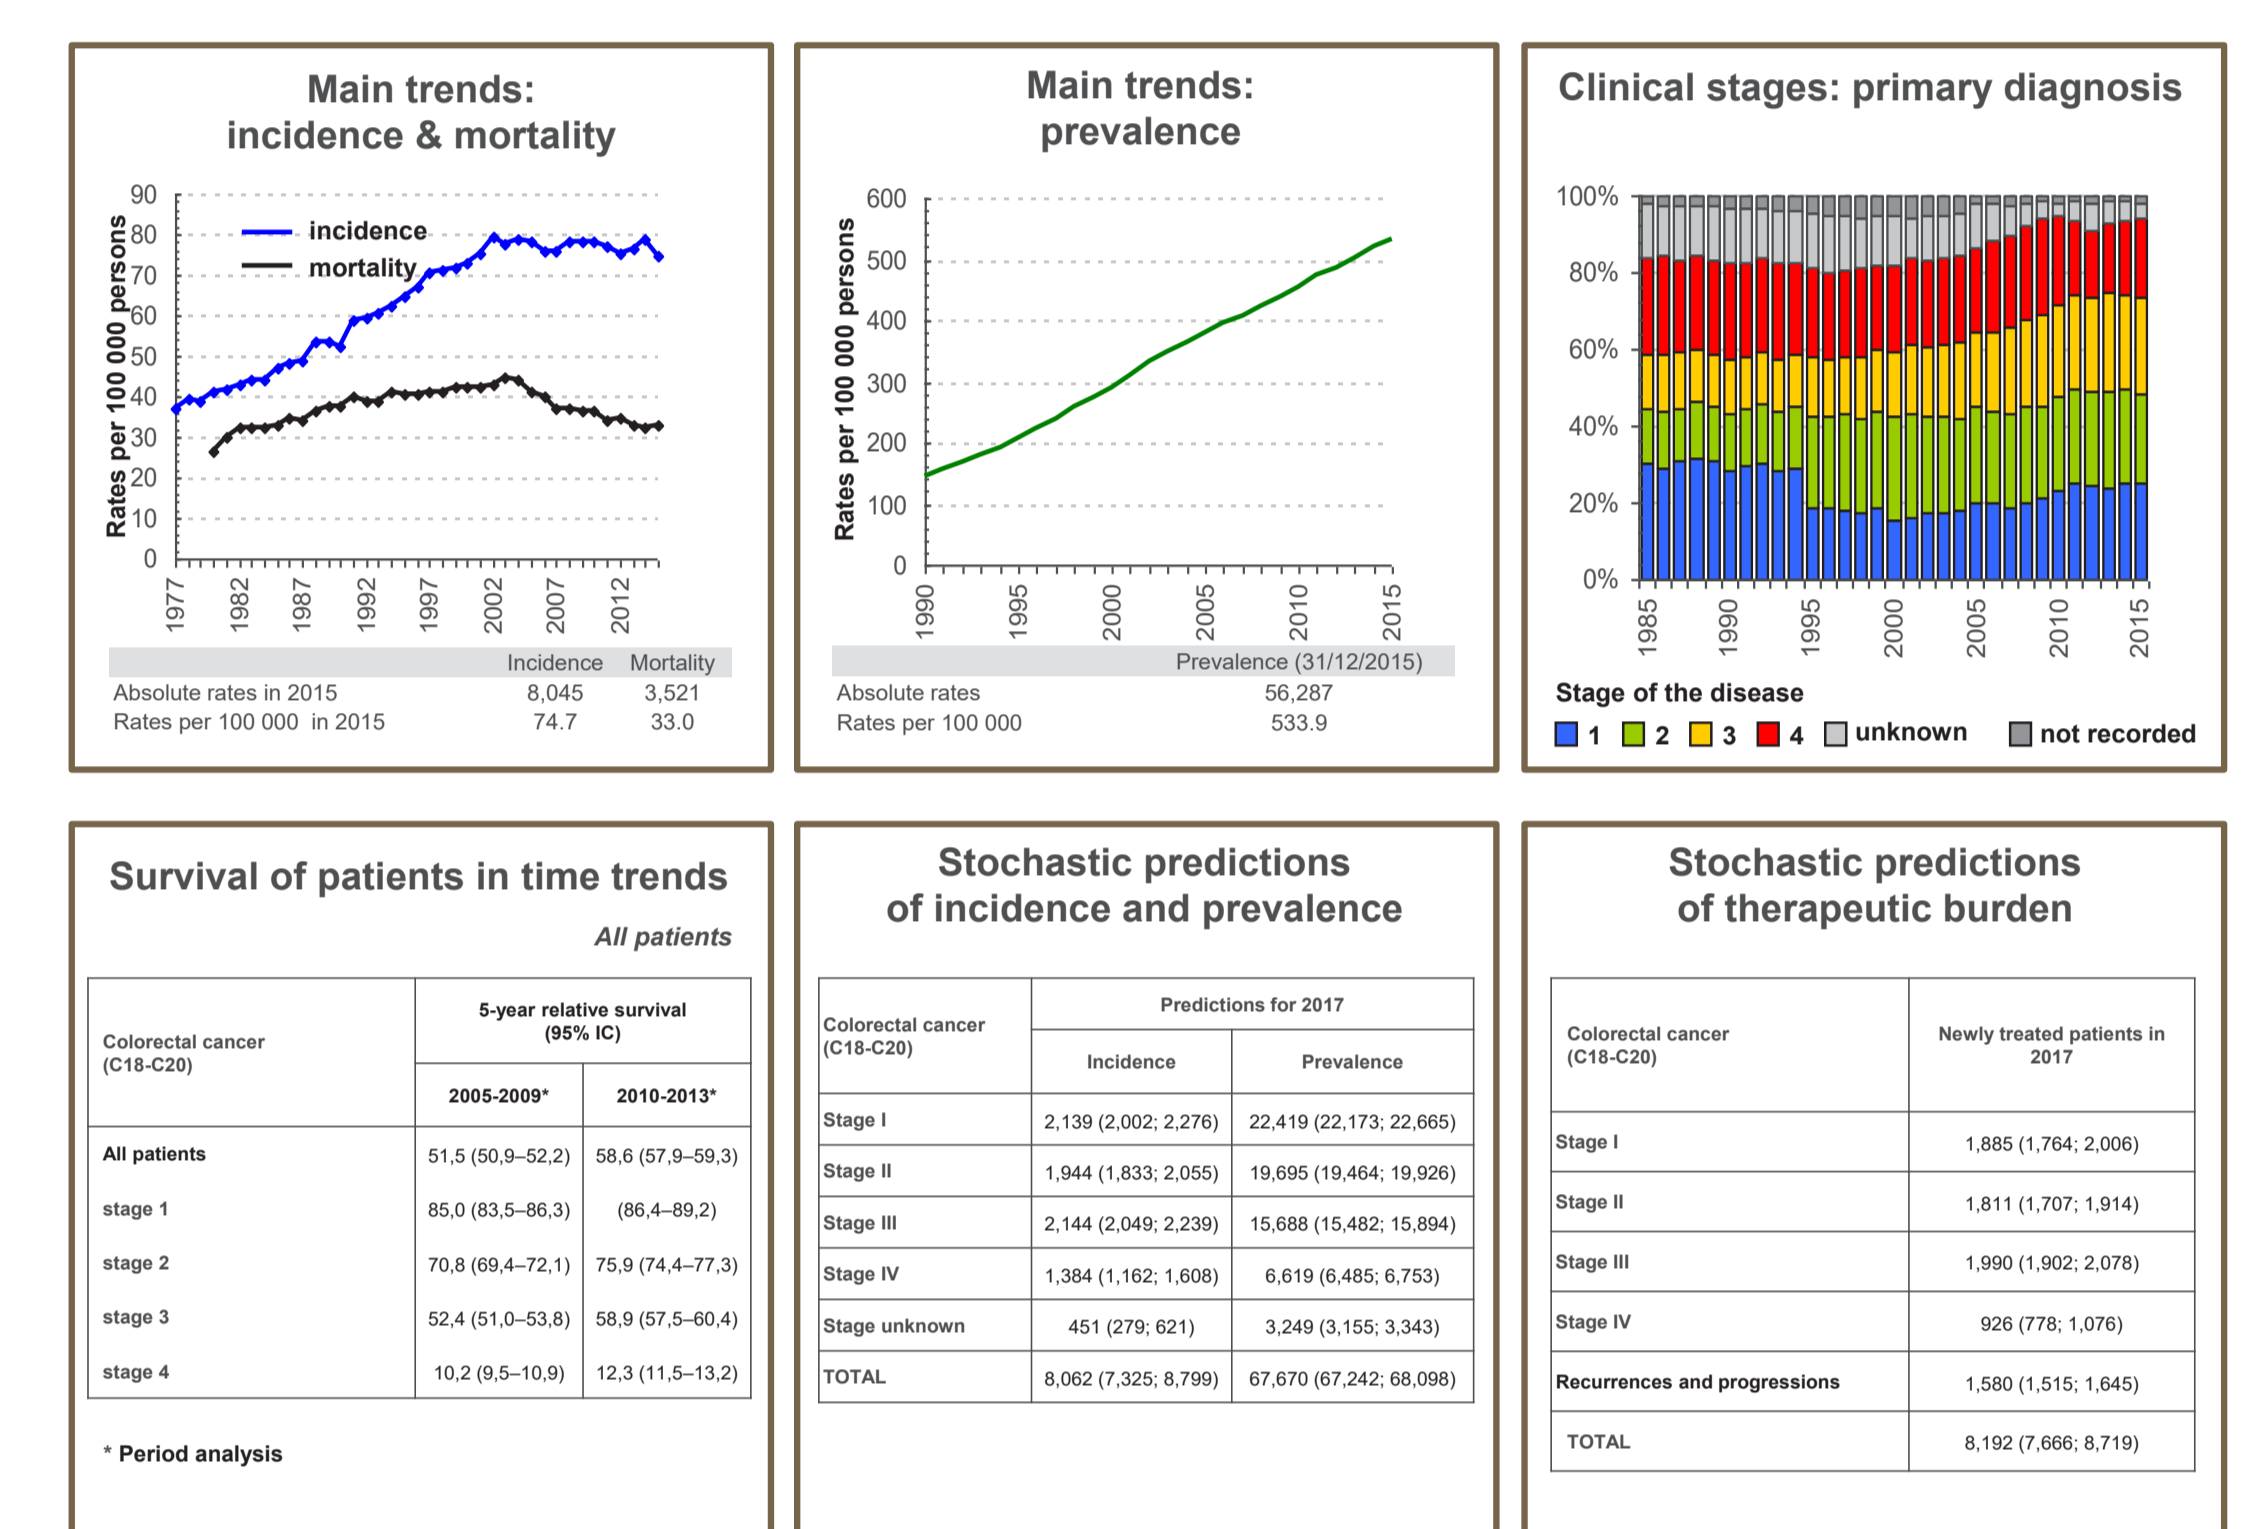 Main trends:
incidence & mortality
Rates per 100 000 persons
90
80
70
60
50
40
30
20
10
0
incidence
mortality
1977
1982
1987
1992
1997
2002
2007
2012
Incidence Mortality
Absolute rates in 2015 8,045 3,521
Rates per 100 000 in 2015 74.7 33.0
Main trends:
prevalence
Rates per 100 000 persons
600
500
400
300
200
100
0
1990
1995
2000
2005
2010
2015
Prevalence (31/12/2015)
Absolute rates 56,287
Rates per 100 000 533.9
Clinical stages: primary diagnosis
100%
80%
60%
40%
20%
0%
1985
1990
1995
2000
2005
2010
2015
Stage of the disease
1 2 3 4 unknown not recorded
Survival of patients in time trends
All patients
Colorectal cancer
(C18-C20)
5-year relative survival
(95% IC)
2005-2009* 2010-2013*
All patients 51,5 (50,9–52,2) 58,6 (57,9–59,3)
stage 1 85,0 (83,5–86,3) (86,4–89,2)
stage 2 70,8 (69,4–72,1) 75,9 (74,4–77,3)
stage 3 52,4 (51,0–53,8) 58,9 (57,5–60,4)
stage 4 10,2 (9,5–10,9) 12,3 (11,5–13,2)
* Period analysis
Stochastic predictions
of incidence and prevalence
Colorectal cancer
(C18-C20)
Predictions for 2017
Incidence Prevalence
Stage I 2,139 (2,002; 2,276) 22,419 (22,173; 22,665)
Stage II 1,944 (1,833; 2,055) 19,695 (19,464; 19,926)
Stage III 2,144 (2,049; 2,239) 15,688 (15,482; 15,894)
Stage IV 1,384 (1,162; 1,608) 6,619 (6,485; 6,753)
Stage unknown 451 (279; 621) 3,249 (3,155; 3,343)
TOTAL 8,062 (7,325; 8,799) 67,670 (67,242; 68,098)
Stochastic predictions
of therapeutic burden
Colorectal cancer
(C18-C20)
Newly treated patients in
2017
Stage I 1,885 (1,764; 2,006)
Stage II 1,811 (1,707; 1,914)
Stage III 1,990 (1,902; 2,078)
Stage IV 926 (778; 1,076)
Recurrences and progressions 1,580 (1,515; 1,645)
TOTAL 8,192 (7,666; 8,719)